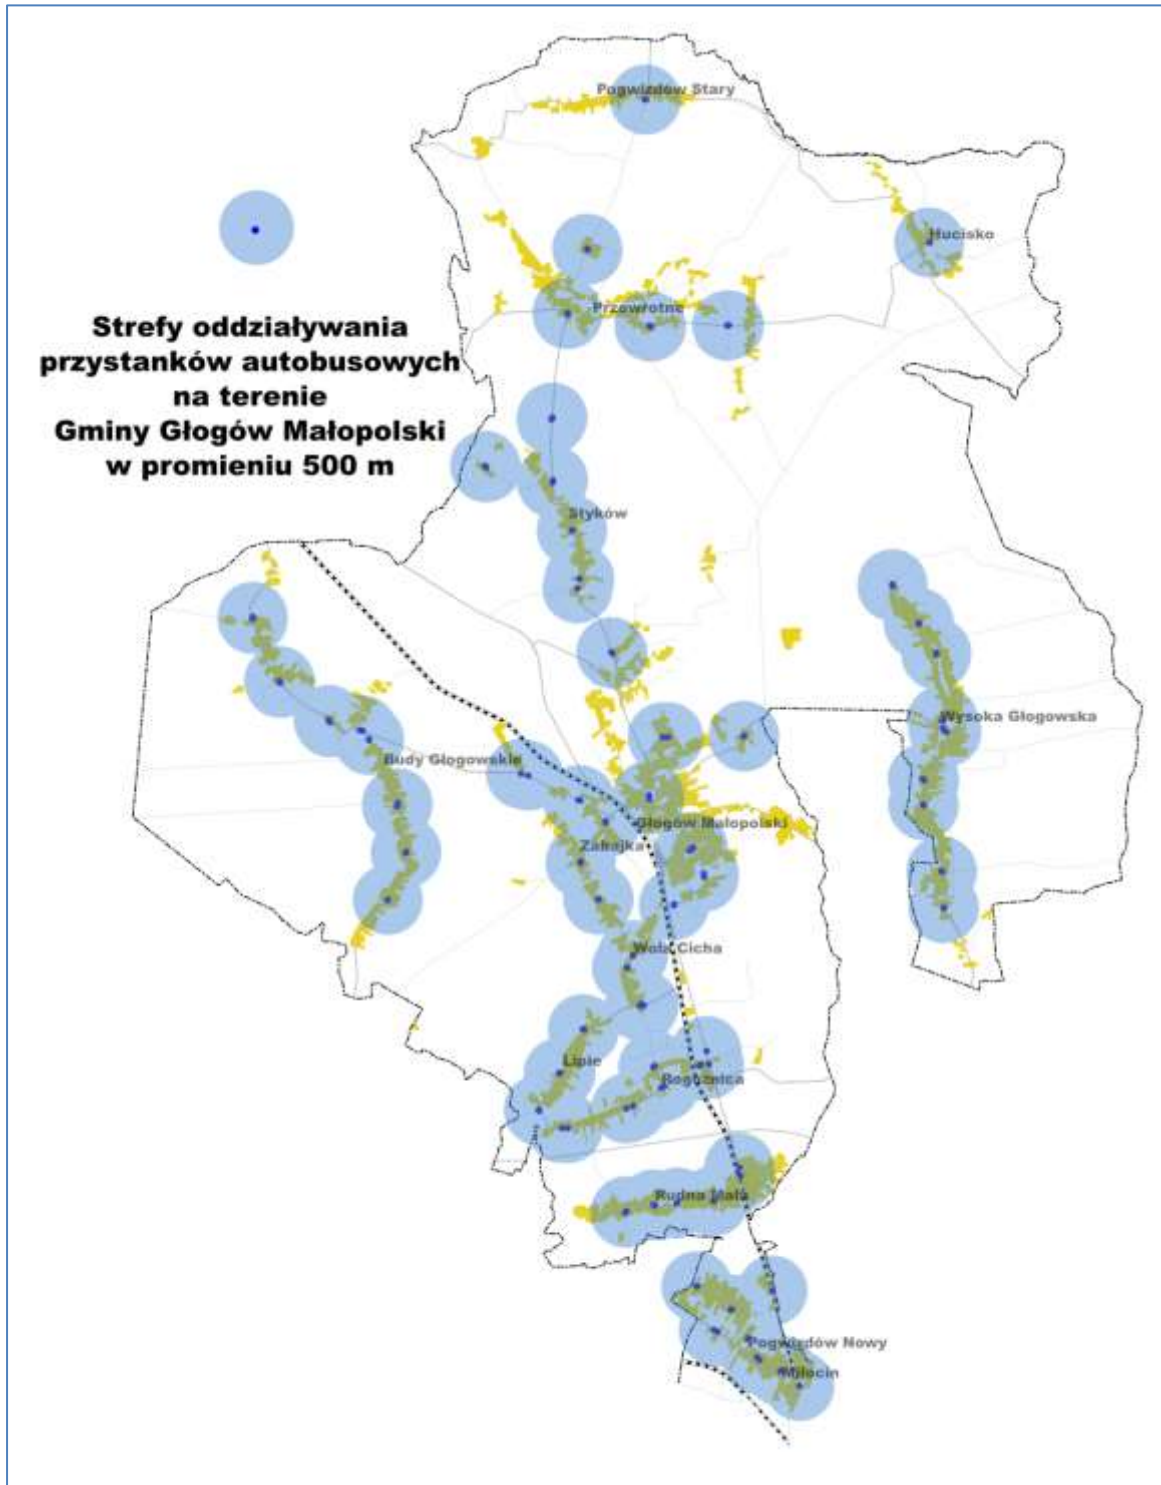 Pogwizdów Stary
Hucisko
Przewrotne
Strefy oddziaływania
przystanków autobusowych
na terenie
Gminy Głogów Małopolski
w promieniu 500 m
Styków
Wysoka Głogowska
Budy Głogowskie
Głogów Małopolski
Zabajka
Wola Cicha
Lipie
Rogoźnica
Rudna Mała
Pogwizdów Nowy
Miłocin